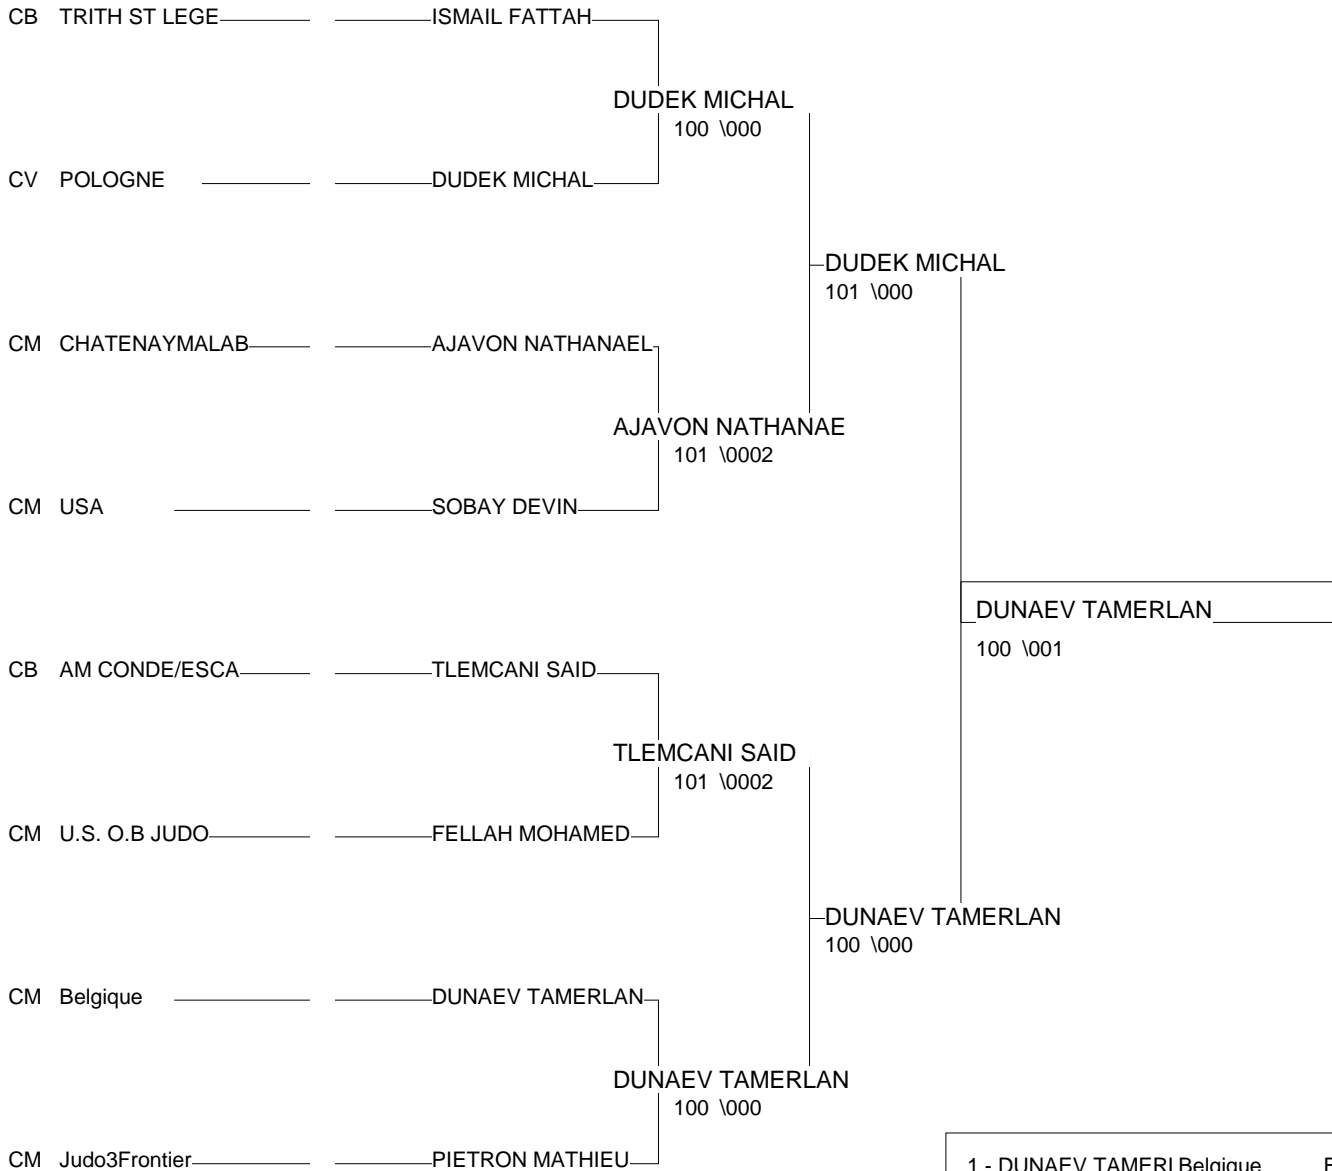 CB TRITH ST LEGE ISMAIL FATTAH
DUDEK MICHAL
100 \000
CV POLOGNE DUDEK MICHAL
DUDEK MICHAL
101 \000
CM CHATENAYMALAB AJAVON NATHANAEL
AJAVON NATHANAE
101 \0002
CM USA SOBAY DEVIN
DUNAEV TAMERLAN
100 \001
CB AM CONDE/ESCA TLEMCANI SAID
TLEMCANI SAID
101 \0002
CM U.S. O.B JUDO FELLAH MOHAMED
DUNAEV TAMERLAN
100 \000
CM Belgique DUNAEV TAMERLAN
DUNAEV TAMERLAN
100 \000
CM Judo3Frontier PIETRON MATHIEU
1 - DUNAEV TAMERL Belgique